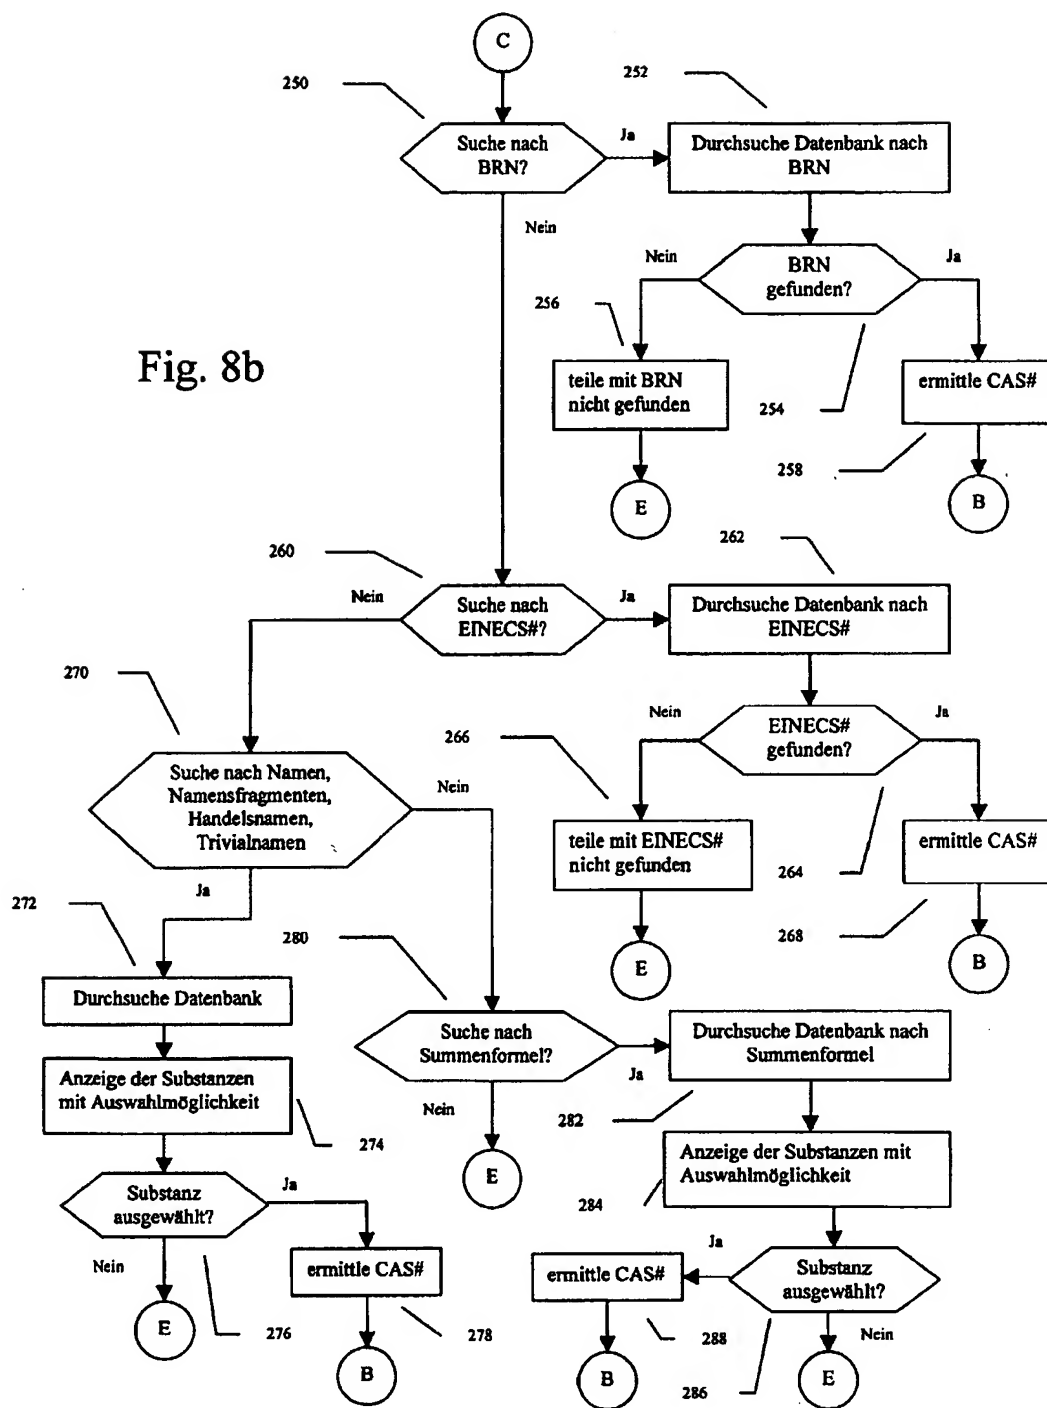 C
250
252
Suche nach
BRN?
Ja
Durchsuche Datenbank nach
BRN
Nein
Nein
BRN
gefunden?
Ja
256
Fig. 8b
teile mit BRN
nicht gefunden
254
ermittle CAS#
258
E
B
260
262
Nein
Suche nach
EINECS#?
Ja
Durchsuche Datenbank nach
EINECS#
270
Nein
EINECS#
gefunden?
Ja
266
Suche nach Namen,
Namensfragmenten,
Handelsnamen,
Trivialnamen
Nein
teile mit EINECS#
nicht gefunden
264
ermittle CAS#
Ja
272
280
268
E
B
Durchsuche Datenbank
Suche nach
Summenformel?
Ja
Durchsuche Datenbank nach
Summenformel
Anzeige der Substanzen
mit Auswahlmöglichkeit
274
Nein
282
E
Anzeige der Substanzen mit
Auswahlmöglichkeit
284
Substanz
ausgewählt?
Ja
Nein
ermittle CAS#
ermittle CAS#
Ja
Substanz
ausgewählt?
E
276
278
288
Nein
B
B
286
E